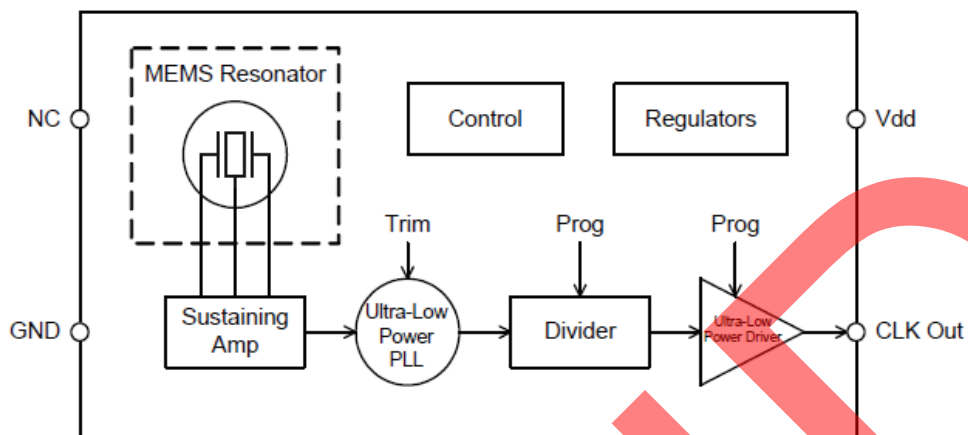 MEMS Resonator
NC
Control
Regulators
Vdd
Trim
Prog
Prog
GND
Sustaining
Amp
Ultra-Low
Power
PLL
Divider
Ultra-Low
Power Driver
CLK Out